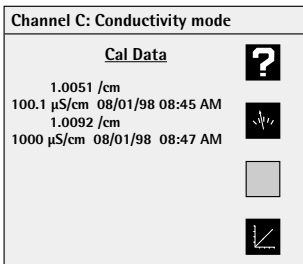 Channel C: Conductivity mode
Cal Data
1.0051 /cm
100.1 µS/cm 08/01/98 08:45 AM
1.0092 /cm
1000 µS/cm 08/01/98 08:47 AM
?